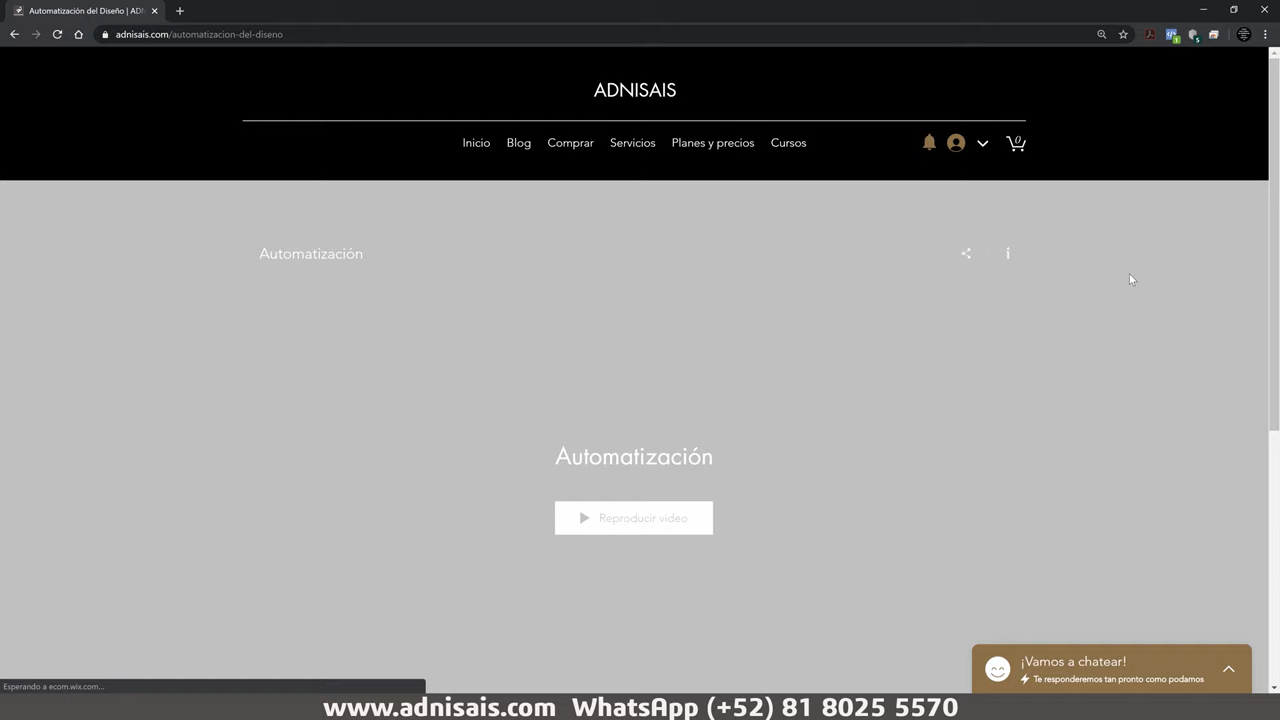 Automatización del Diseño | ADN
adnisais.com/automatizacion-del-diseno
ADNISAIS
Inicio Blog Comprar Servicios Planes y precios Cursos 0
Automatización
Automatización
Reproducir video
¡Vamos a chatear!
Te responderemos tan pronto como podamos
Esperando a ecom.wix.com...
www.adnisais.com WhatsApp (+52) 81 8025 5570